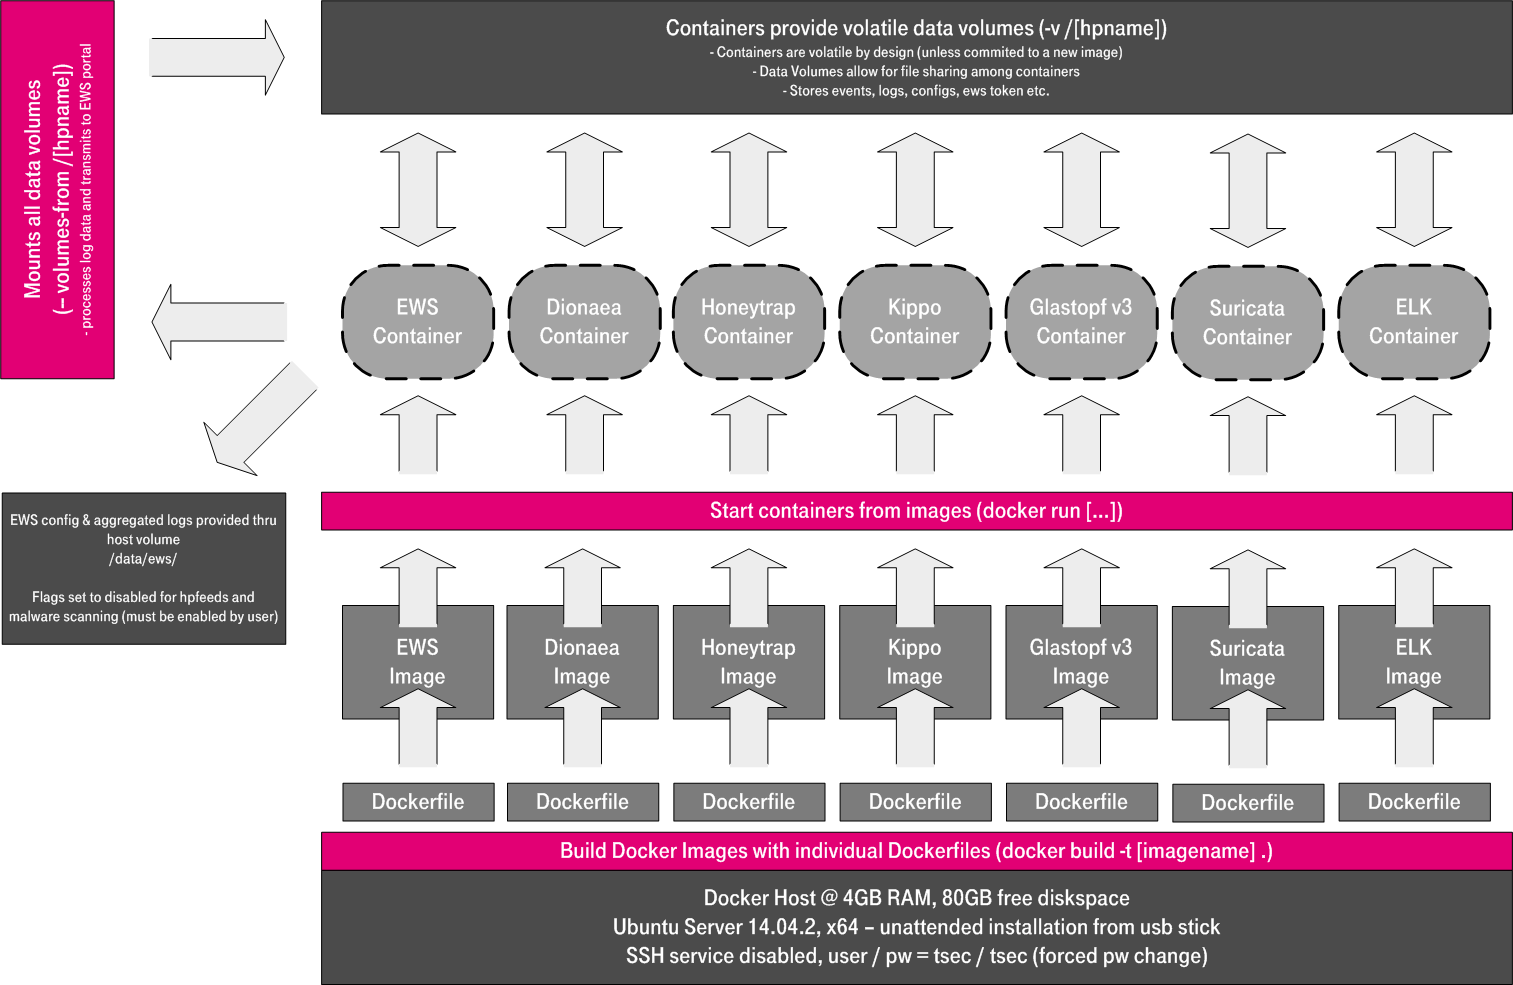 Containers provide volatile data volumes (-v /[hpname])
- Containers are volatile by design (unless commited to a new image)
- Data Volumes allow for file sharing among containers
- Stores events, logs, configs, ews token etc.
Mounts all data volumes
(– volumes-from /[hpname])
- processes log data and transmits to EWS portal
EWS
Container
Dionaea
Container
Honeytrap
Container
Kippo
Container
Glastopf v3
Container
Suricata
Container
ELK
Container
EWS config & aggregated logs provided thru
host volume
/data/ews/
Flags set to disabled for hpfeeds and
malware scanning (must be enabled by user)
Start containers from images (docker run [...])
EWS
Image
Dionaea
Image
Honeytrap
Image
Kippo
Image
Glastopf v3
Image
Suricata
Image
ELK
Image
Dockerfile
Dockerfile
Dockerfile
Dockerfile
Dockerfile
Dockerfile
Dockerfile
Build Docker Images with individual Dockerfiles (docker build -t [imagename] .)
Docker Host @ 4GB RAM, 80GB free diskspace
Ubuntu Server 14.04.2, x64 – unattended installation from usb stick
SSH service disabled, user / pw = tsec / tsec (forced pw change)